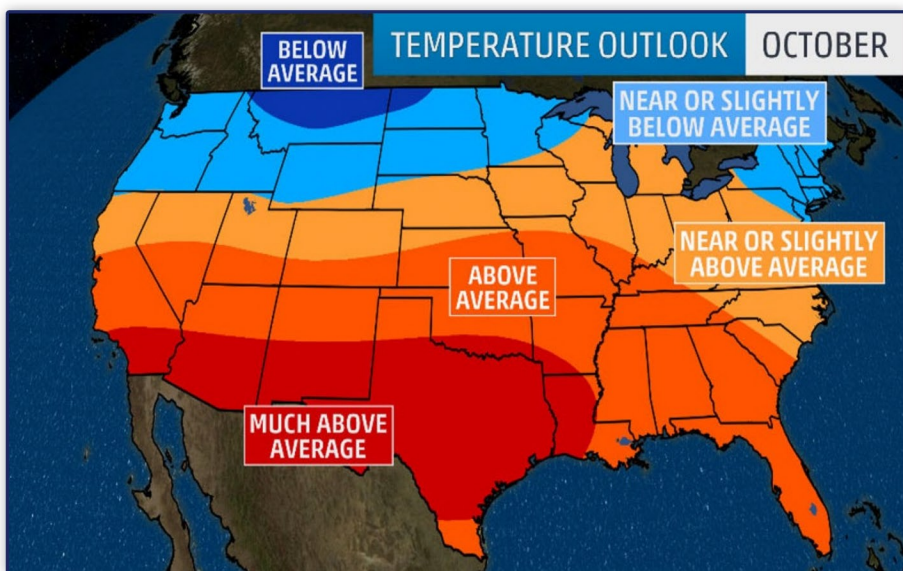 TEMPERATURE OUTLOOK
OCTOBER
BELOW
AVERAGE
NEAR OR SLIGHTLY
BELOW AVERAGE
NEAR OR SLIGHTLY
ABOVE AVERAGE
ABOVE
AVERAGE
MUCH ABOVE
AVERAGE